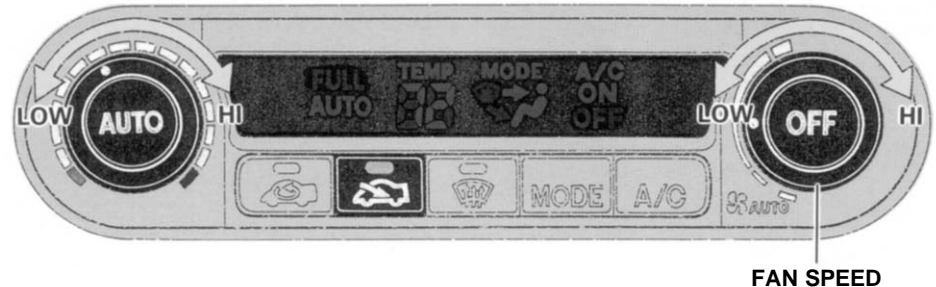 FULL AUTO
TEMP
88
MODE
A/C ON OFF
LOW
AUTO
HI
LOW
OFF
HI
MODE
A/C
AUTO
FAN SPEED